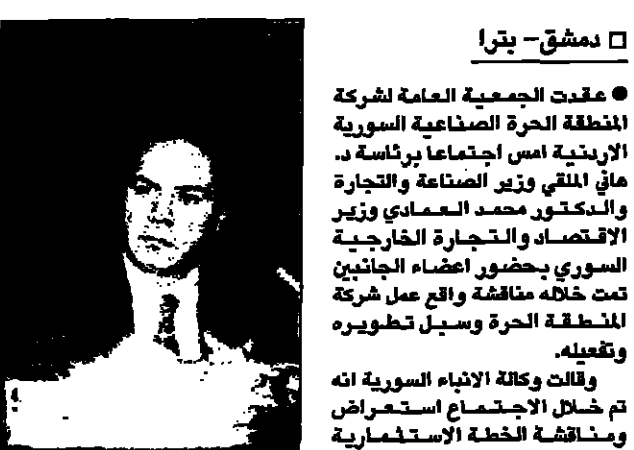 □ دمشق – بترا
● عقدت الجمعية العامة لشركة
المنطقة الحرة الصناعية السورية
الاردنية امس اجتماعا برئاسة د.
هاني الملقي وزير الصناعة والتجارة
والدكتور محمد العمادي وزير
الاقتصاد والتجارة الخارجية
السوري بحضور اعضاء الجانبين
تمت خلاله مناقشة واقع عمل شركة
المنطقة الحرة وسبل تطويره
وتفعيله.
وقالت وكالة الانباء السورية انه
تم خلال الاجتماع استعراض
ومناقشة الخطة الاستثمارية